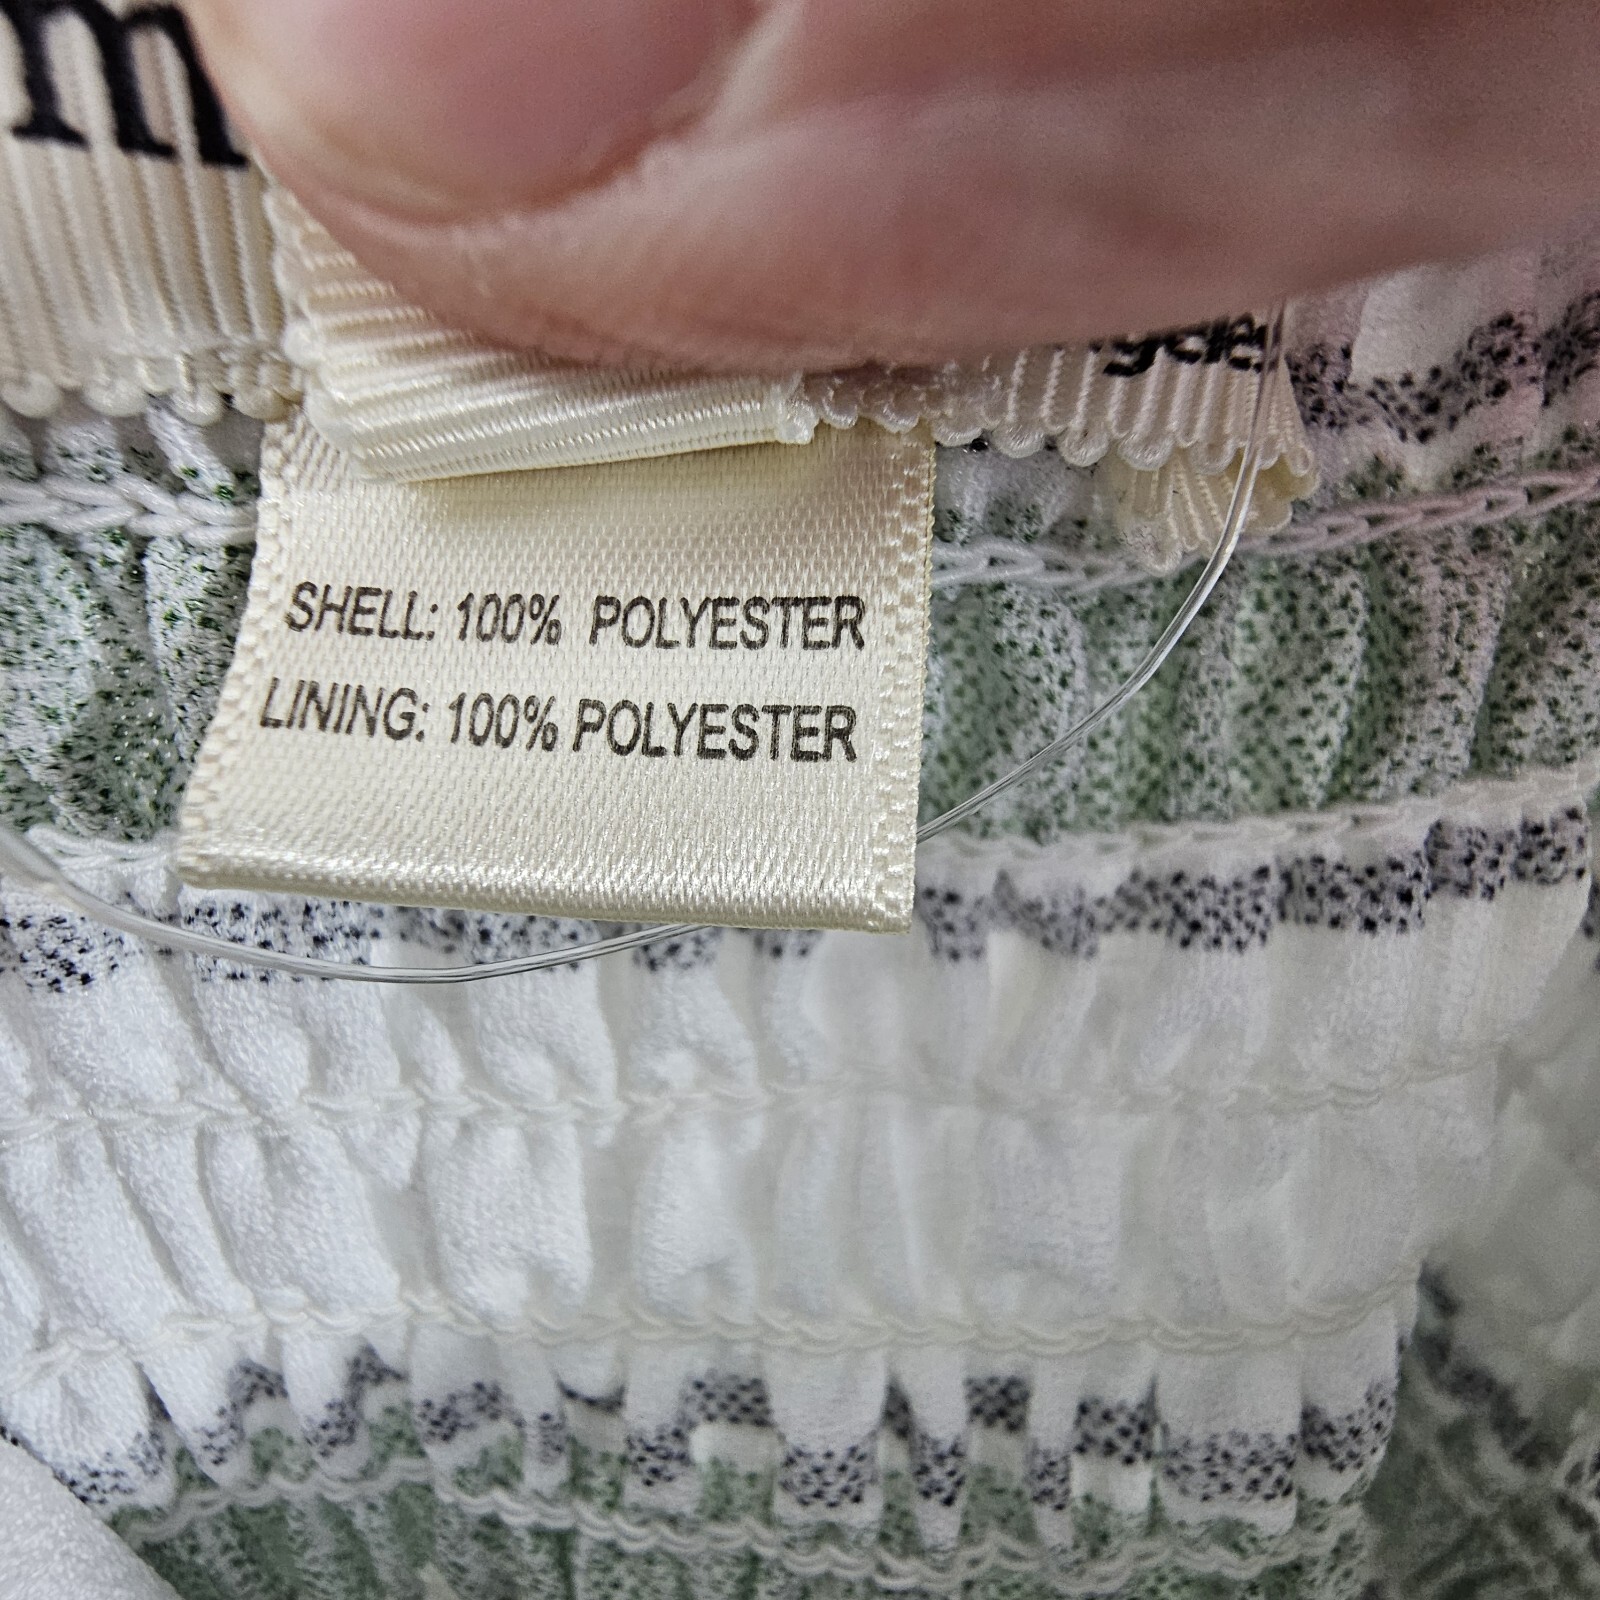 m
SHELL: 100% POLYESTER
LINING: 100% POLYESTER